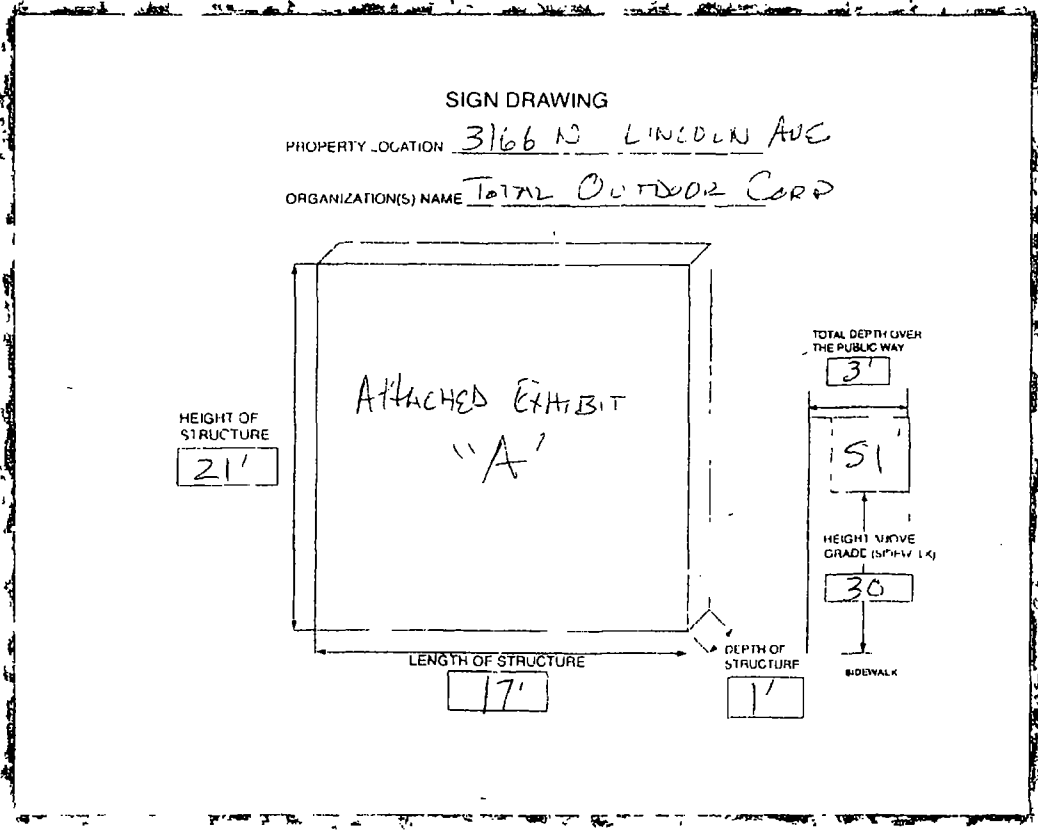 SIGN DRAWING
PROPERTY LOCATION 3166 N LINCOLN AVE
ORGANIZATION(S) NAME TOTAL OUTDOOR CORP
TOTAL DEPTH OVER
THE PUBLIC WAY
3'
ATTACHED EXHIBIT
"A'
HEIGHT OF
STRUCTURE
21'
51'
HEIGHT ABOVE
GRADE (SIDEWALK)
30
LENGTH OF STRUCTURE
17'
DEPTH OF
STRUCTURE
1'
SIDEWALK